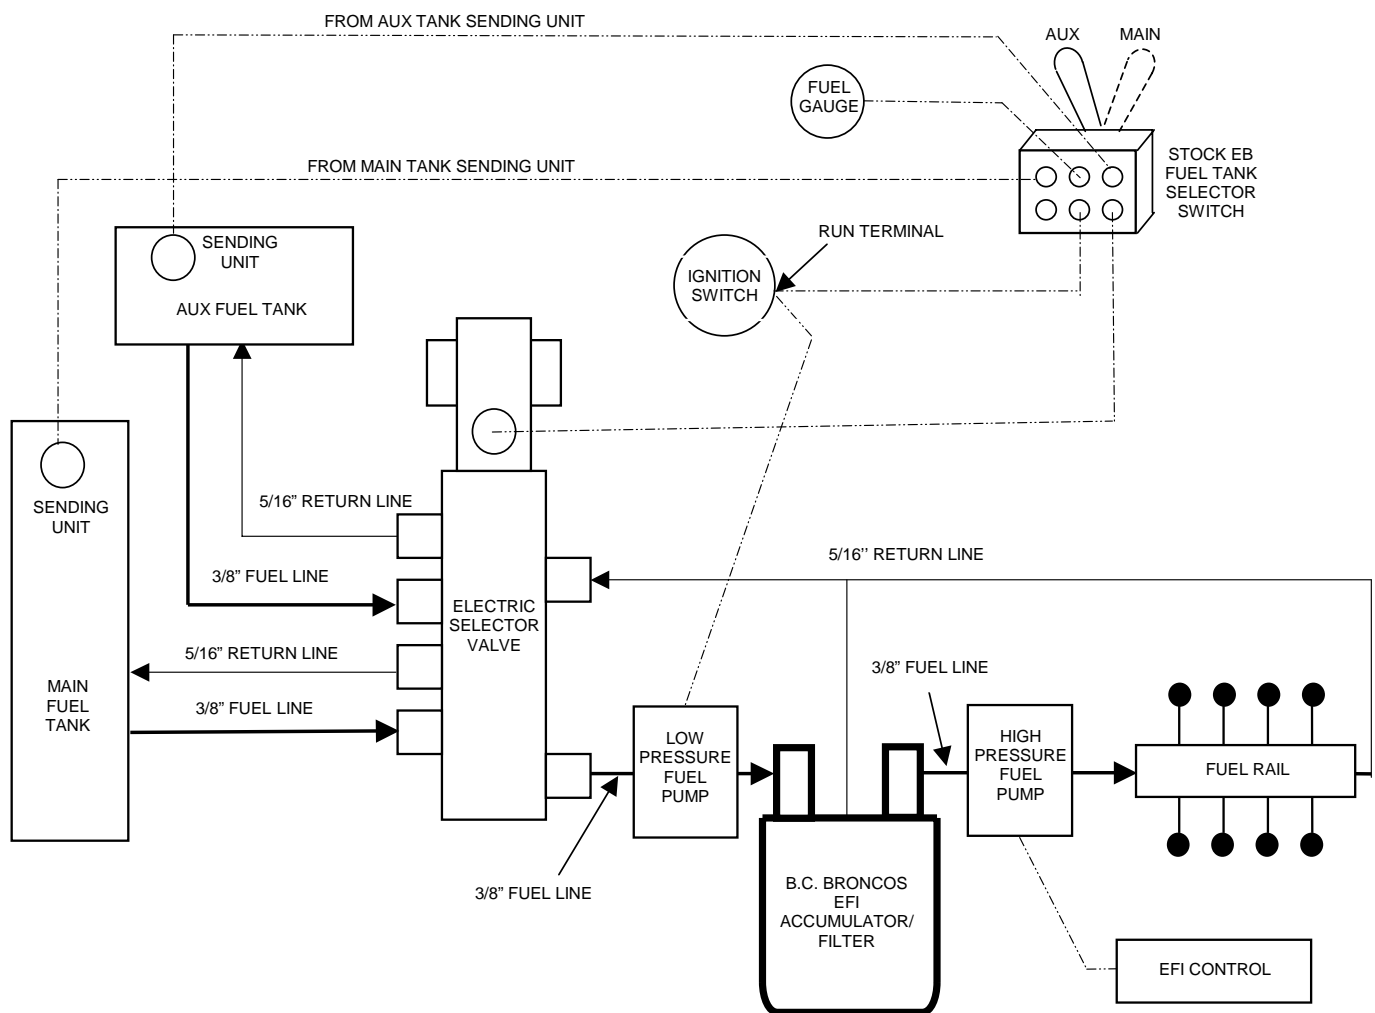 FROM AUX TANK SENDING UNIT
AUX
MAIN
FUEL
GAUGE
FROM MAIN TANK SENDING UNIT
STOCK EB
FUEL TANK
SELECTOR
SWITCH
SENDING
UNIT
AUX FUEL TANK
RUN TERMINAL
IGNITION
SWITCH
SENDING
UNIT
5/16” RETURN LINE
5/16’’ RETURN LINE
3/8” FUEL LINE
ELECTRIC
SELECTOR
VALVE
5/16” RETURN LINE
3/8” FUEL LINE
MAIN
FUEL
TANK
3/8” FUEL LINE
LOW
PRESSURE
FUEL
PUMP
HIGH
PRESSURE
FUEL
PUMP
FUEL RAIL
3/8” FUEL LINE
B.C. BRONCOS
EFI
ACCUMULATOR/
FILTER
EFI CONTROL